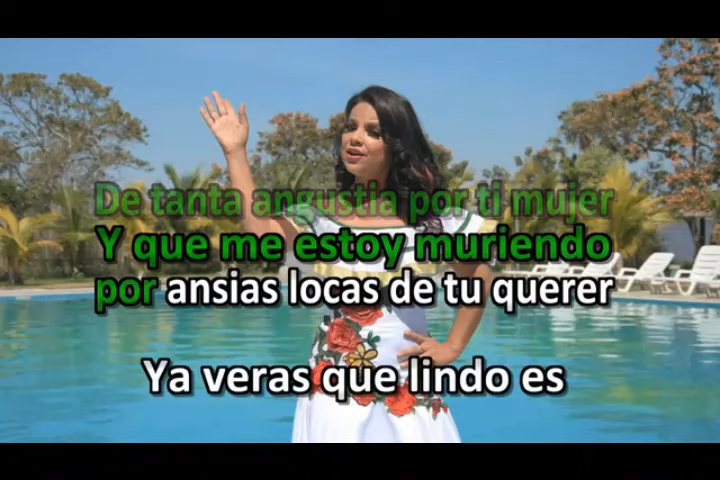 De tanta angustia por ti mujer
Y que me estoy muriendo
por ansias locas de tu querer
Ya veras que lindo es